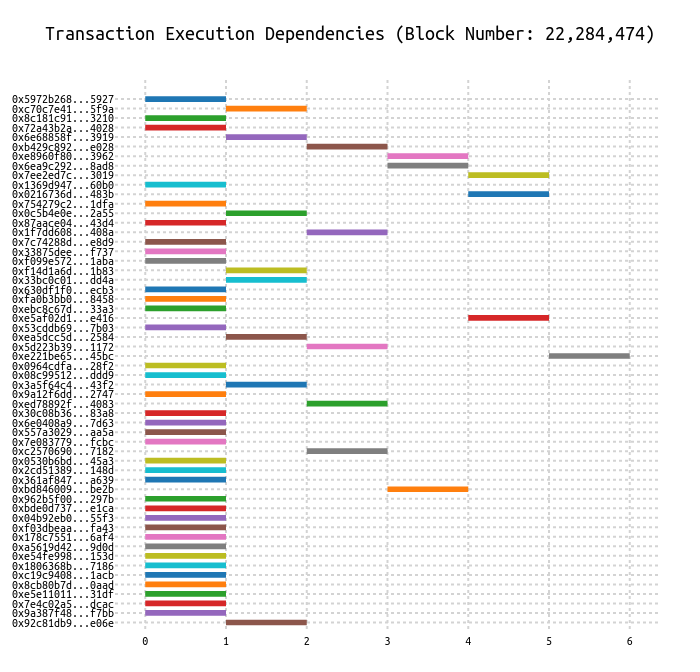 Transaction Execution Dependencies (Block Number: 22,284,474)
0x5972b268...5927
0xc70c7e41...5f9a
0x8c181c91...3210
0x72a43b2a...4028
0x6e68858f...3919
0xb429c892...e028
0xe8960f80...3962
0x6ea9c292...8ad8
0x7ee2ed7c...3019
0x1369d947...60b0
0x0216736d...483b
0x754279c2...1dfa
0x0c5b4e0e...2a55
0x87aace04...43d4
0x1f7dd608...408a
0x7c74288d...e8d9
0x33875dee...f737
0xf099e572...1aba
0xf14d1a6d...1b83
0x33bc0c01...dd4a
0x630df1f0...ecb3
0xfa0b3bb0...8458
0xebc8c67d...33a3
0xe5af02d1...e416
0x53cddb69...7b03
0xea5dcc5d...2584
0x5d223b39...1172
0xe221be65...45bc
0x0964cdfa...28f2
0x08c99512...ddd9
0x3a5f64c4...43f2
0x9a12f6dd...2747
0xed78892f...4083
0x30c08b36...83a8
0x6e0408a9...7d63
0x557a3029...aa5a
0x7e083779...fcbc
0xc2570690...7182
0x0530b6bd...45a3
0x2cd51389...148d
0x361af847...a639
0xbd846009...be2b
0x962b5f00...297b
0xbde0d737...e1ca
0x04b92eb0...55f3
0xf03dbeaa...fa43
0x178c7551...6af4
0xa5619d42...9d0d
0xe54fe998...153d
0x1806368b...7186
0xc19c9408...1acb
0x8cb80b7d...0aad
0xe5e11011...31df
0x7e4c02a5...dcac
0x9a387f48...f7bb
0x92c81db9...e06e
0 1 2 3 4 5 6